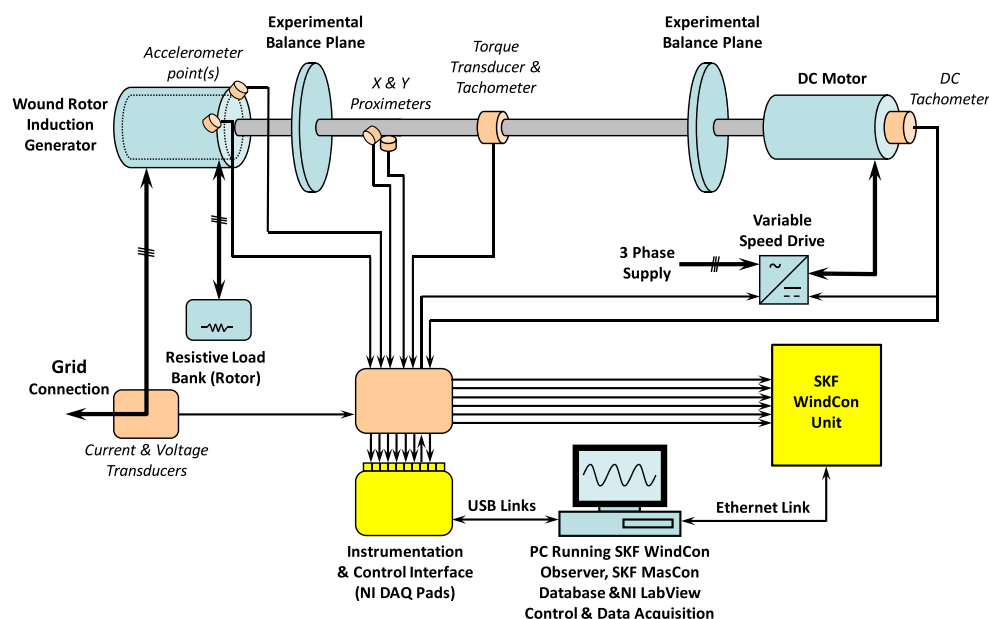 Experimental
Balance Plane
Experimental
Balance Plane
Accelerometer
point(s)
Torque
Transducer &
Tachometer
X & Y
Proximeters
DC Motor
DC
Tachometer
Wound Rotor
Induction
Generator
Variable
Speed Drive
3 Phase
Supply
~
Resistive Load
Bank (Rotor)
Grid
Connection
Current & Voltage
Transducers
SKF
WindCon
Unit
USB Links
Ethernet Link
Instrumentation
& Control Interface
(NI DAQ Pads)
PC Running SKF WindCon
Observer, SKF MasCon
Database &NI LabView
Control & Data Acquisition